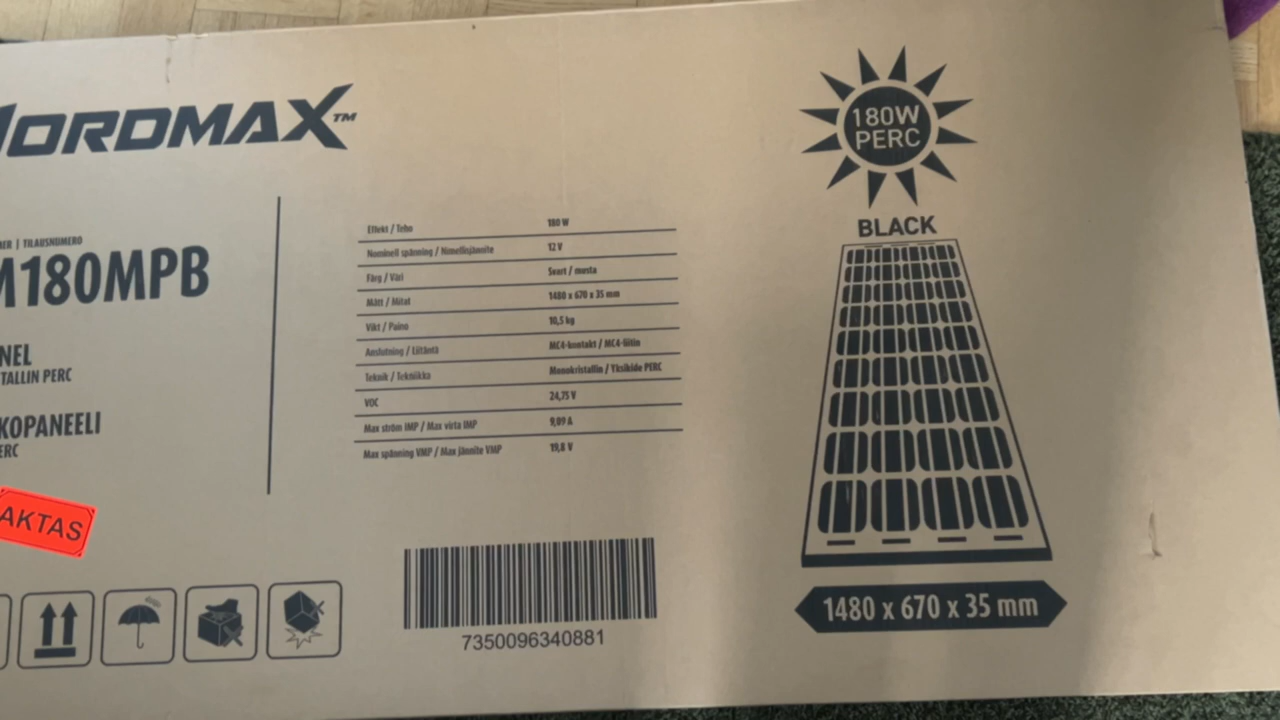 NORDMAX™
180W
PERC
BLACK
ER | TILAUSNUMERO
M180MPB
NEL
TALLIN PERC
KOPANEELI
ERC
AKTAS
Effekt / Teho 180 W
Nominell spänning / Nimellisjännite 12 V
Färg / Väri Svart / musta
Mått / Mitat 1480 x 670 x 35 mm
Vikt / Paino 10,5 kg
Anslutning / Liitäntä MC4-kontakt / MC4-liitin
Teknik / Tekniikka Monokristallin / Yksikide PERC
VOC 24,75 V
Max ström IMP / Max virta IMP 9,09 A
Max spänning VMP / Max jännite VMP 19,8 V
7350096340881
1480 x 670 x 35 mm